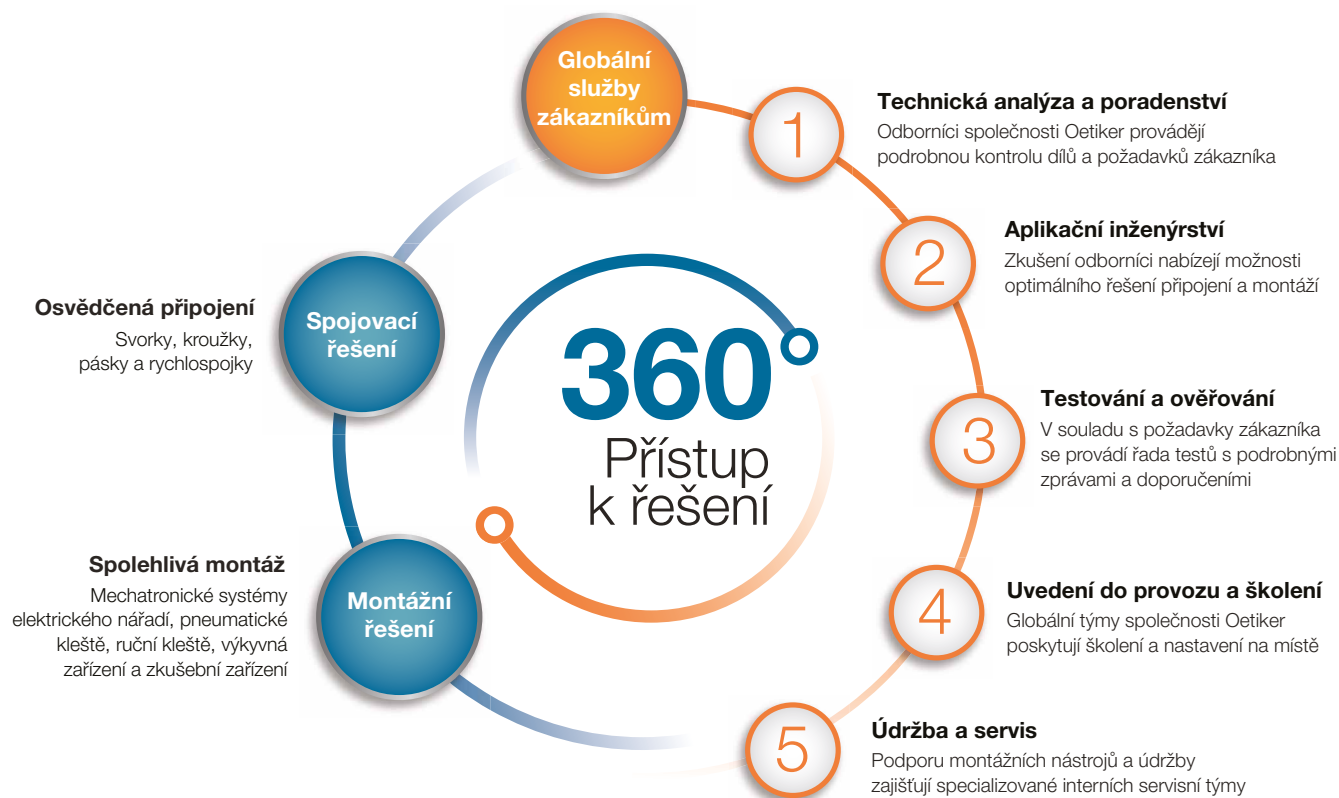 Globální
služby
zákazníkům
1
Technická analýza a poradenství
Odborníci společnosti Oetiker provádějí
podrobnou kontrolu dílů a požadavků zákazníka
2
Aplikační inženýrství
Zkušení odborníci nabízejí možnosti
optimálního řešení připojení a montáží
3
Testování a ověřování
V souladu s požadavky zákazníka
se provádí řada testů s podrobnými
zprávami a doporučeními
4
Uvedení do provozu a školení
Globální týmy společnosti Oetiker
poskytují školení a nastavení na místě
5
Údržba a servis
Podporu montážních nástrojů a údržby
zajišťují specializované interních servisní týmy
Osvědčená připojení
Svorky, kroužky,
pásky a rychlospojky
Spojovací
řešení
Spolehlivá montáž
Mechatronické systémy
elektrického nářadí, pneumatické
kleště, ruční kleště, výkyvná
zařízení a zkušební zařízení
Montážní
řešení
360°
Přístup
k řešení